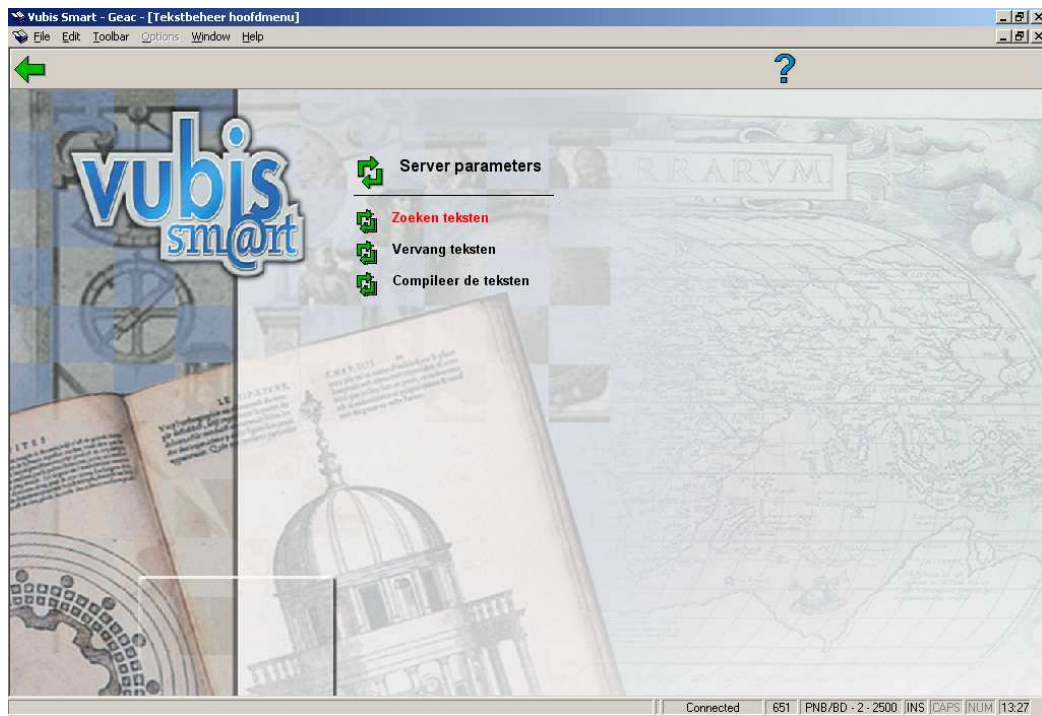 Vubis Smart - Geac - [Tekstbeheer hoofdmenu]
File Edit Toolbar Options Window Help
?
vubis
sm@rt
RARVM
Server parameters
Zoeken teksten
Vervang teksten
Compileer de teksten
Connected 651 PNB/BD - 2 - 2500 INS CAPS NUM 13:27